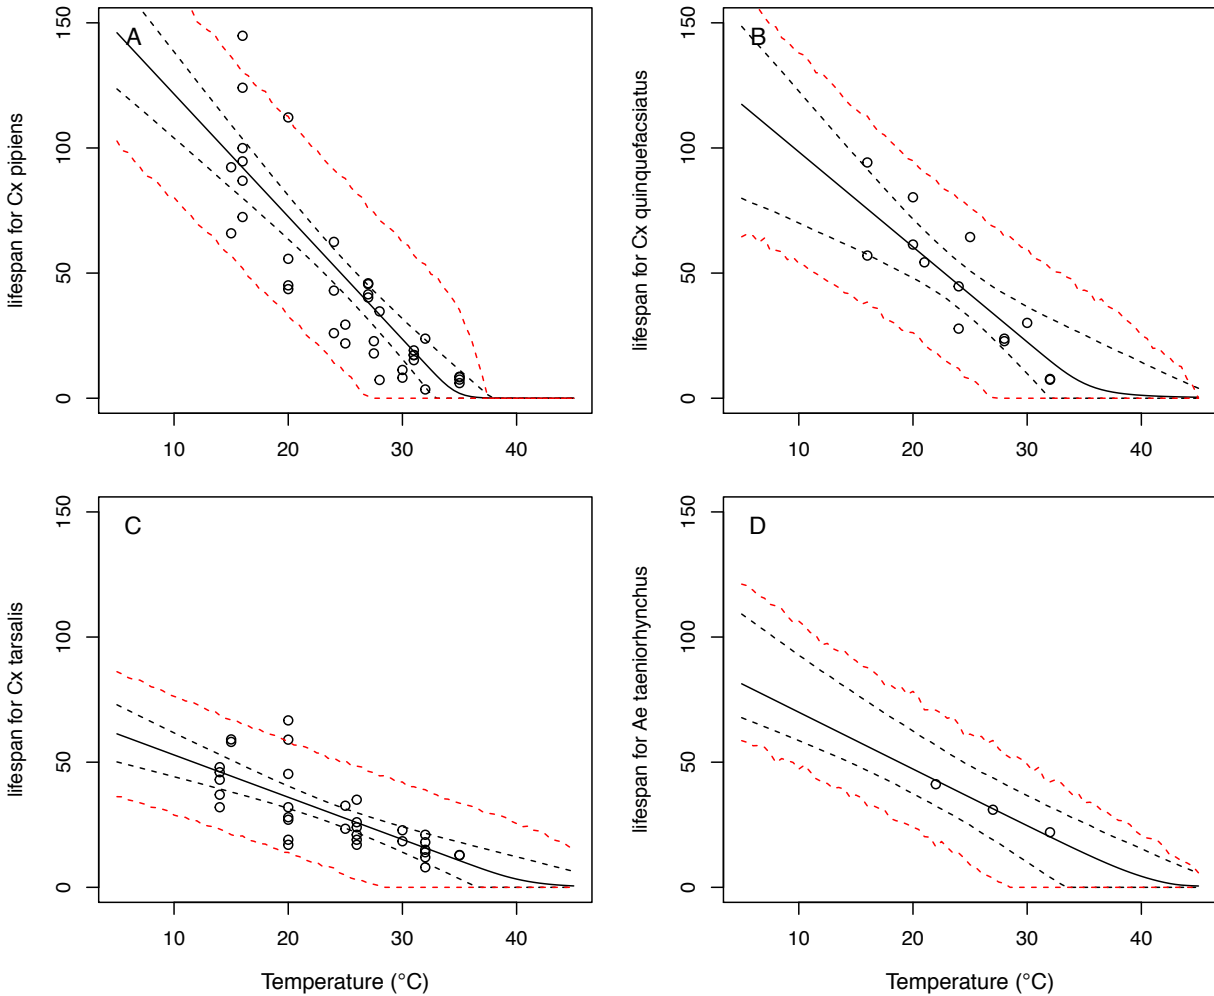 A
lifespan for Cx pipiens
0 50 100 150
10 20 30 40
B
lifespan for Cx quinquefacsiatus
0 50 100 150
10 20 30 40
C
lifespan for Cx tarsalis
0 50 100 150
10 20 30 40
Temperature (°C)
D
lifespan for Ae taeniorhynchus
0 50 100 150
10 20 30 40
Temperature (°C)